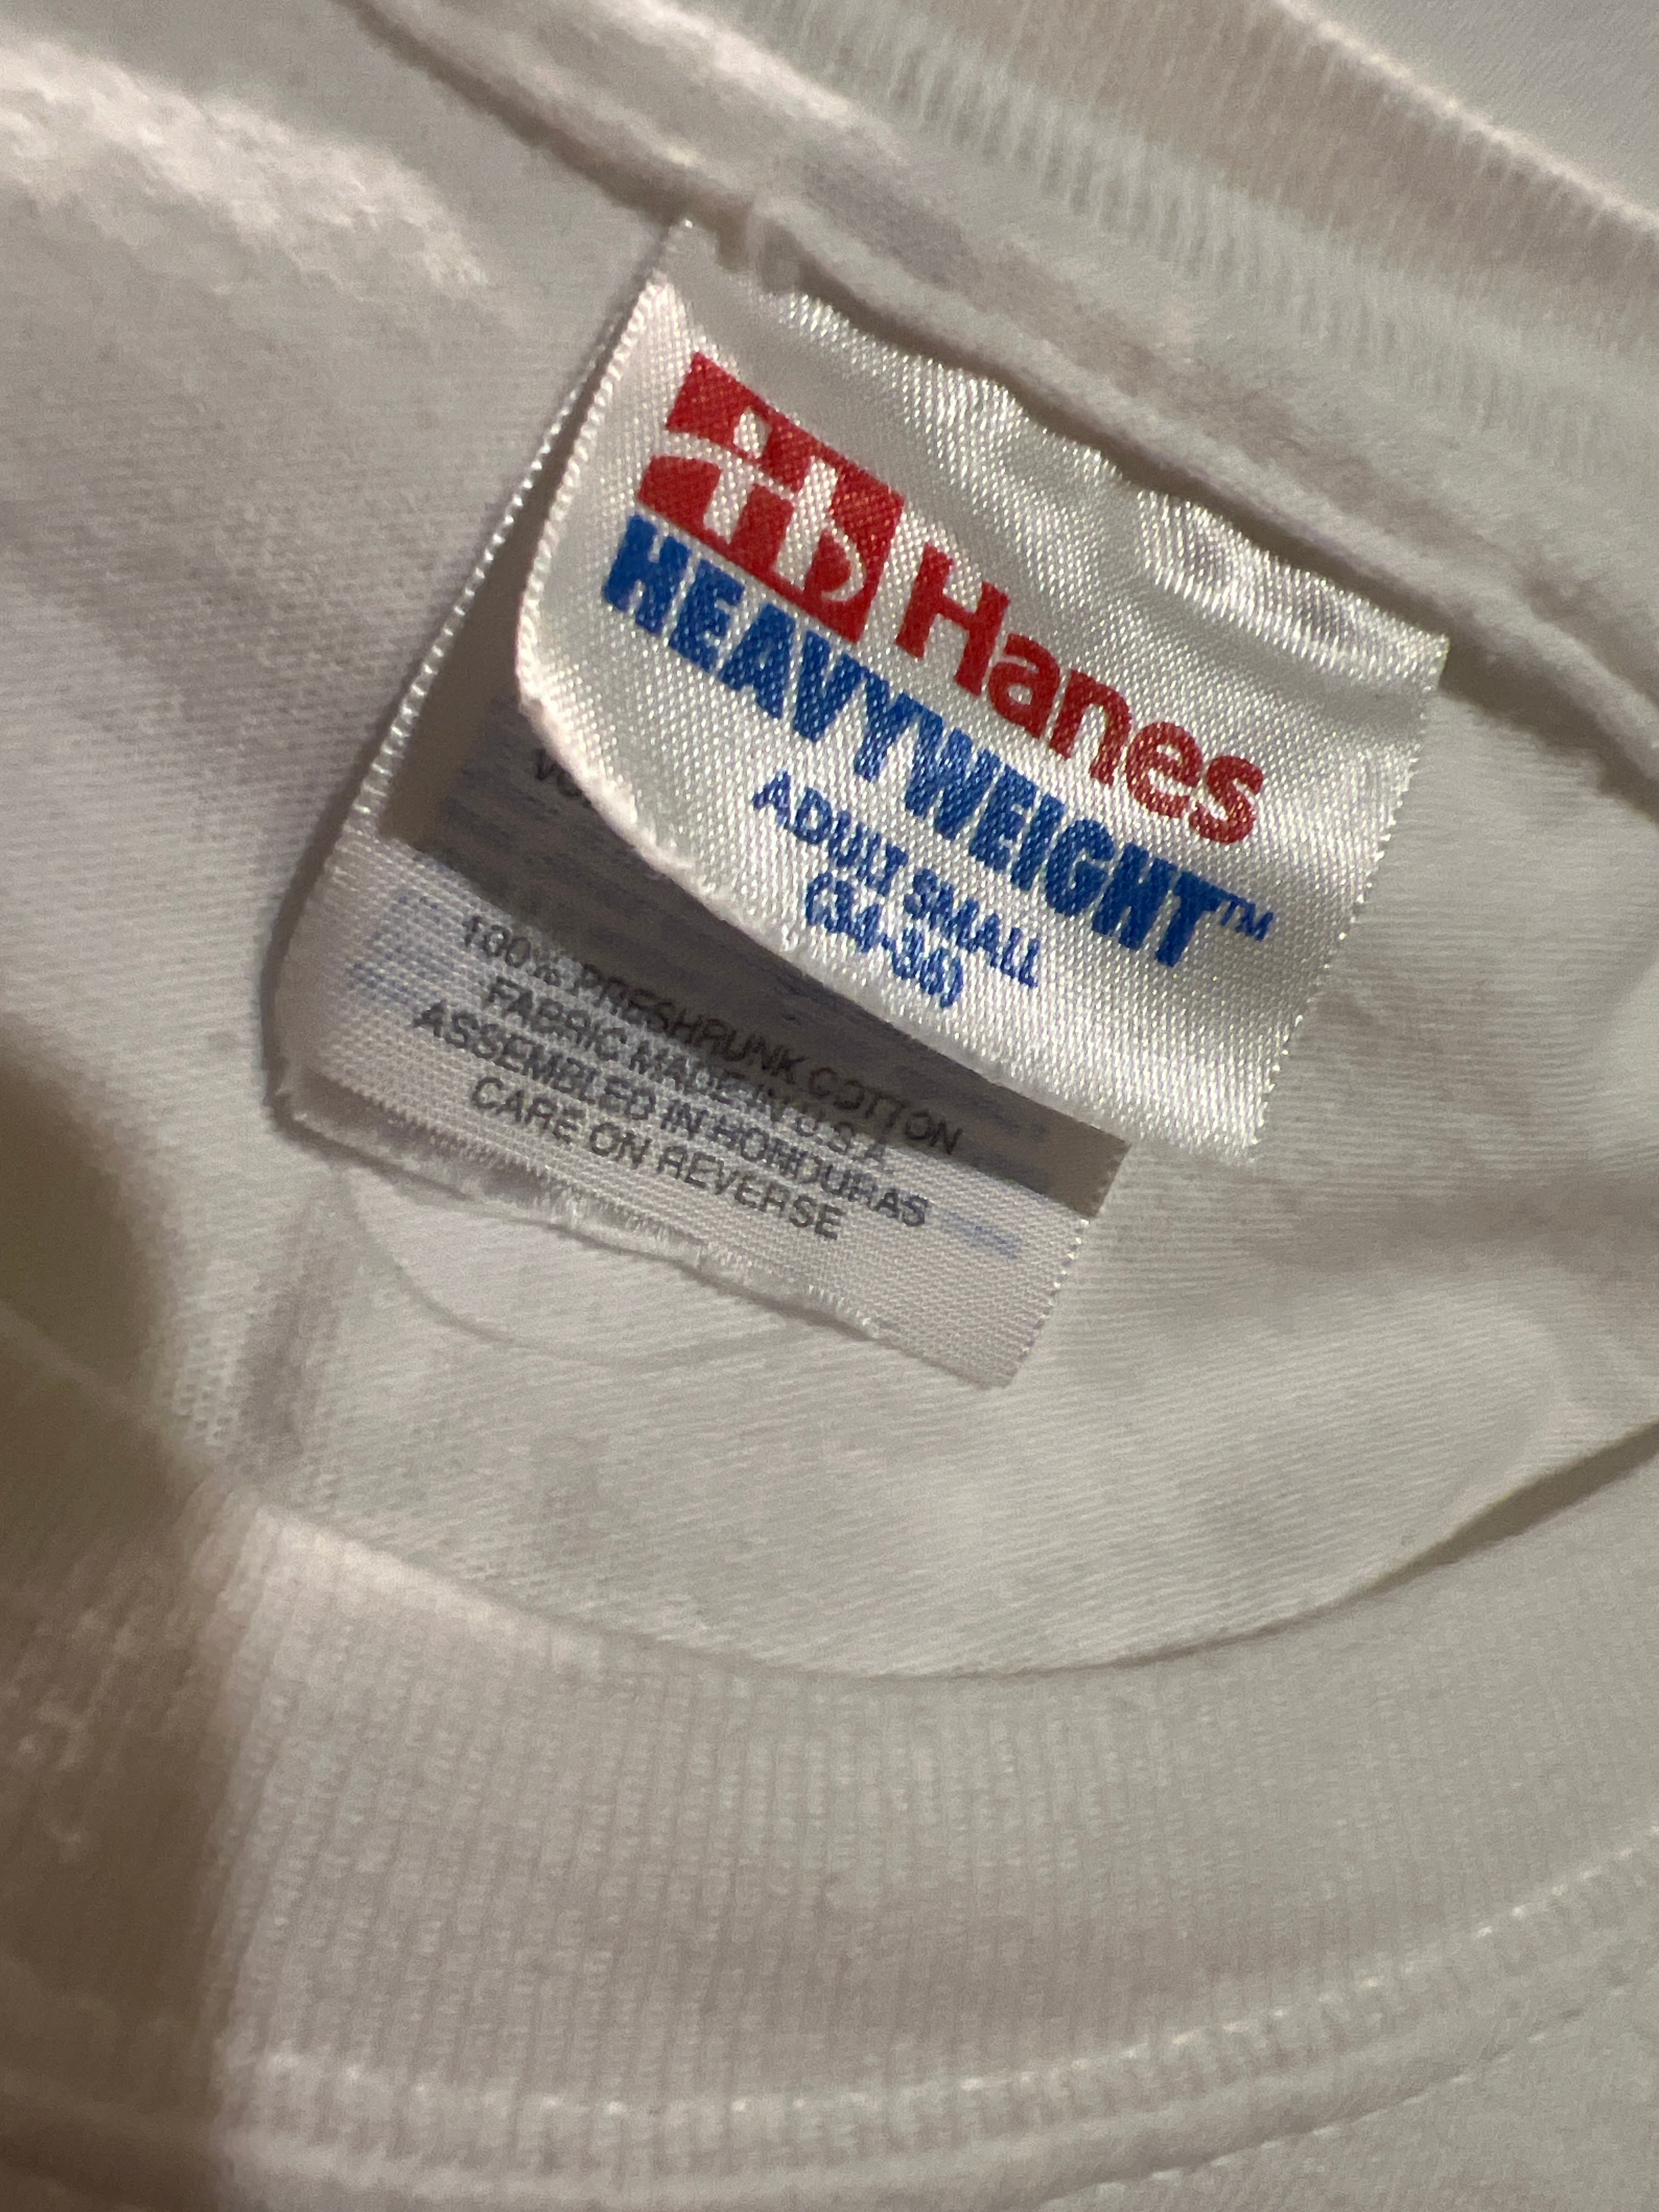 Hanes
HEAVYWEIGHT™
ADULT SMALL
(34-36)
100% PRESHRUNK COTTON
FABRIC MADE IN U.S.A.
ASSEMBLED IN HONDURAS
CARE ON REVERSE